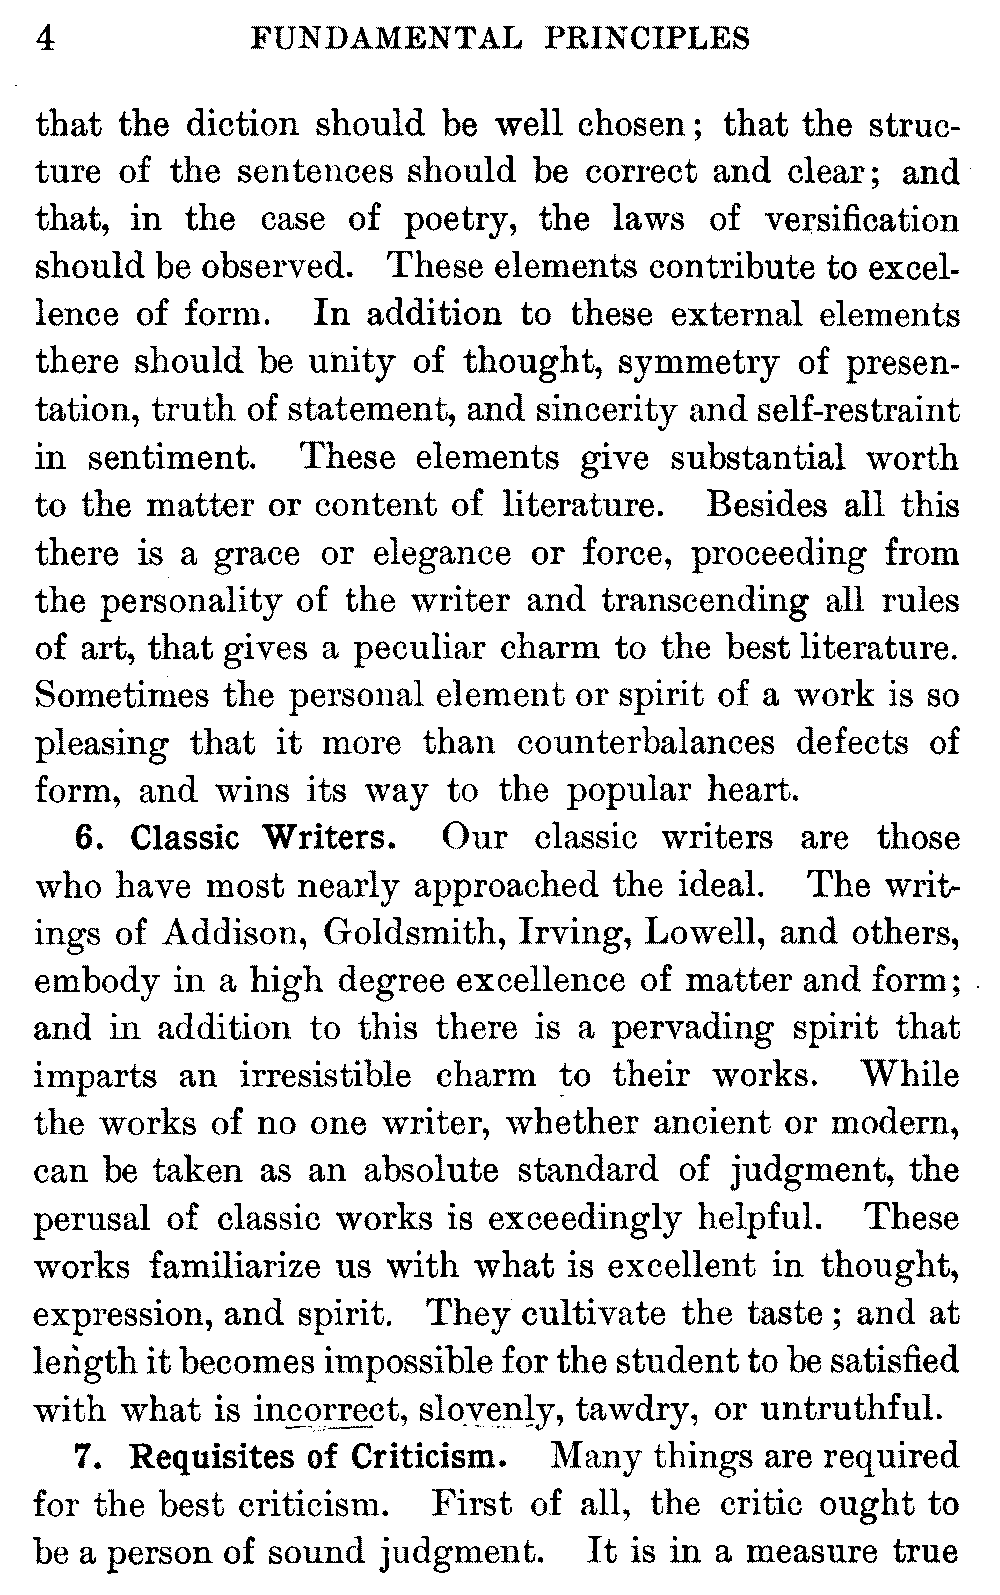 4 FUNDAMENTAL PRINCIPLES
that the diction should be well chosen; that the struc-
ture of the sentences should be correct and clear; and
that, in the case of poetry, the laws of versification
should be observed. These elements contribute to excel-
lence of form. In addition to these external elements
there should be unity of thought, symmetry of presen-
tation, truth of statement, and sincerity and self-restraint
in sentiment. These elements give substantial worth
to the matter or content of literature. Besides all this
there is a grace or elegance or force, proceeding from
the personality of the writer and transcending all rules
of art, that gives a peculiar charm to the best literature.
Sometimes the personal element or spirit of a work is so
pleasing that it more than counterbalances defects of
form, and wins its way to the popular heart.
6. Classic Writers. Our classic writers are those
who have most nearly approached the ideal. The writ-
ings of Addison, Goldsmith, Irving, Lowell, and others,
embody in a high degree excellence of matter and form;
and in addition to this there is a pervading spirit that
imparts an irresistible charm to their works. While
the works of no one writer, whether ancient or modern,
can be taken as an absolute standard of judgment, the
perusal of classic works is exceedingly helpful. These
works familiarize us with what is excellent in thought,
expression, and spirit. They cultivate the taste; and at
length it becomes impossible for the student to be satisfied
with what is incorrect, slovenly, tawdry, or untruthful.
7. Requisites of Criticism. Many things are required
for the best criticism. First of all, the critic ought to
be a person of sound judgment. It is in a measure true